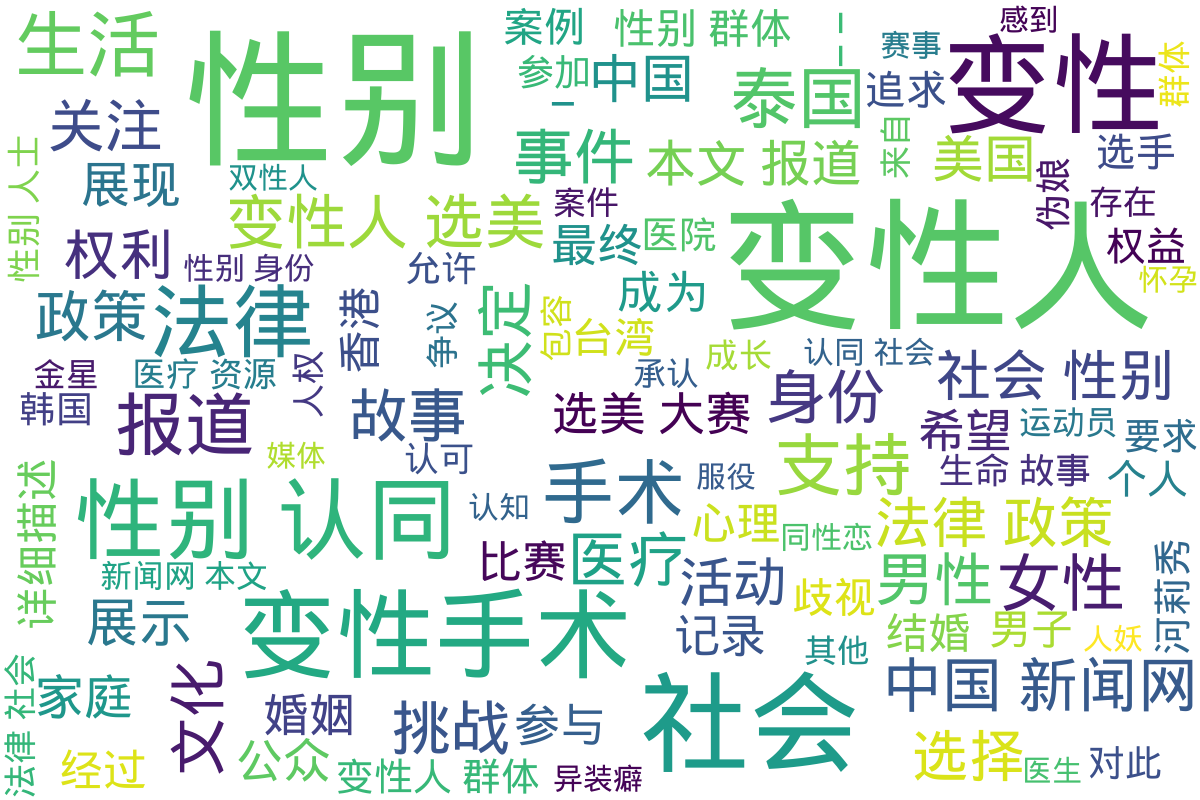 生活
性别
案例
性别 群体
感到
变性
赛事
群体
参加
中国
泰国
追求
关注
事件
本文 报道
来自
美国
选手
性别 人士
展现
双性人
变性人 选美
案件
伪娘
存在
变性人
权利
性别 身份
允许
最终
医院
权益
怀孕
政策
法律
香港
争议
决定
包容
成为
台湾
成长
认同 社会
社会 性别
金星
医疗 资源
人权
承认
身份
韩国
报道
故事
选美 大赛
希望
运动员
要求
媒体
认可
支持
生命 故事
个人
详细描述
性别 认同
认知
手术
服役
心理
同性恋
法律 政策
新闻网 本文
比赛
医疗
活动
歧视
男性
女性
河莉秀
展示
变性手术
记录
其他
结婚
男子
人妖
法律 社会
家庭
文化
婚姻
挑战
参与
社会
中国 新闻网
经过
公众
变性人 群体
异装癖
选择
医生
对此